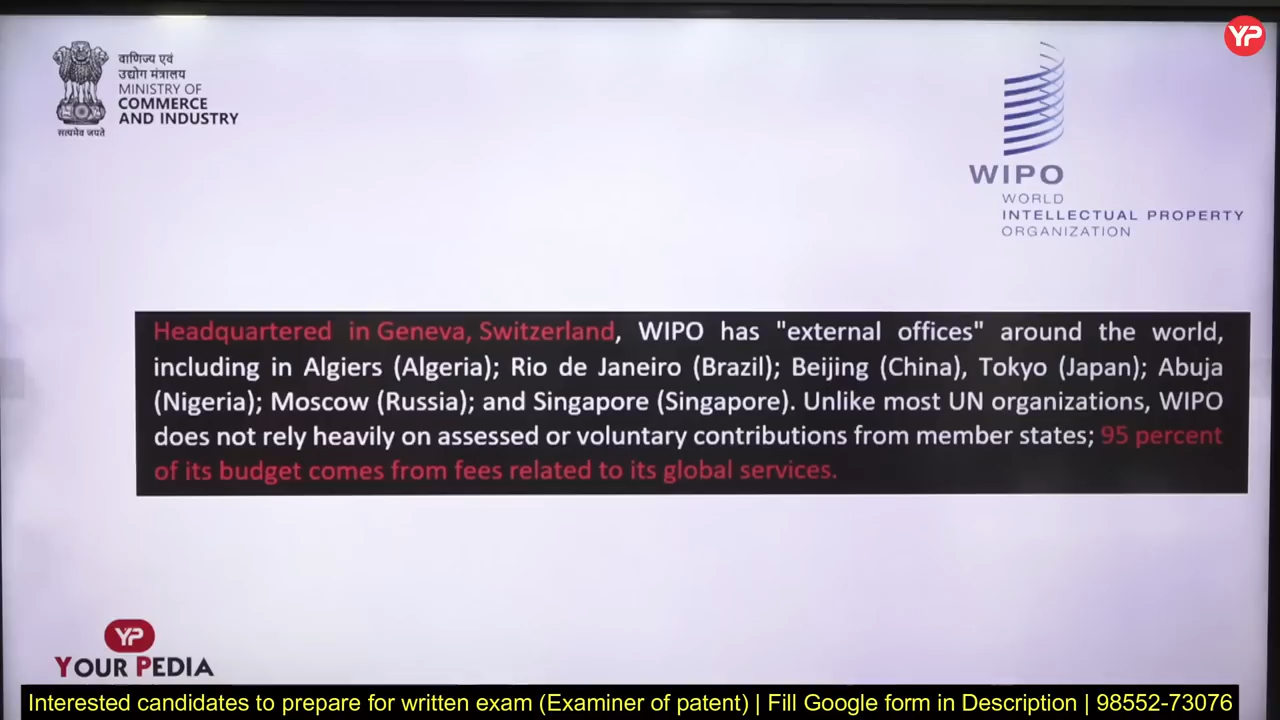 YP
वाणिज्य एवं
उद्योग मंत्रालय
MINISTRY OF
COMMERCE
AND INDUSTRY
सत्यमेव जयते
WIPO
WORLD
INTELLECTUAL PROPERTY
ORGANIZATION
Headquartered in Geneva, Switzerland, WIPO has "external offices" around the world,
including in Algiers (Algeria); Rio de Janeiro (Brazil); Beijing (China), Tokyo (Japan); Abuja
(Nigeria); Moscow (Russia); and Singapore (Singapore). Unlike most UN organizations, WIPO
does not rely heavily on assessed or voluntary contributions from member states; 95 percent
of its budget comes from fees related to its global services.
YP
YOUR PEDIA
Interested candidates to prepare for written exam (Examiner of patent) | Fill Google form in Description | 98552-73076